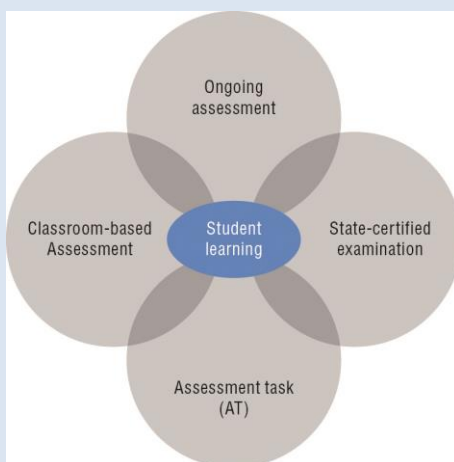 Ongoing
assessment
Classroom-based
Assessment
Student
learning
State-certified
examination
Assessment task
(AT)